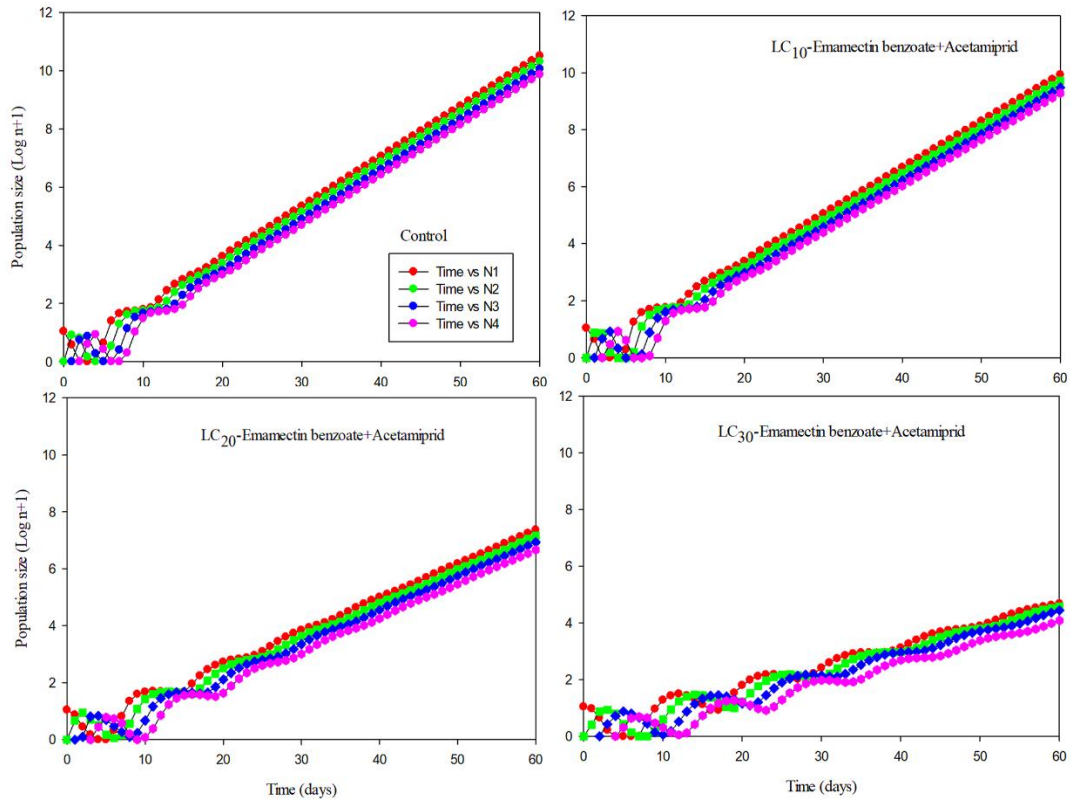 12
10
8
6
4
2
0
Population size (Log n+1)
0 10 20 30 40 50 60
Control
Time vs N1
Time vs N2
Time vs N3
Time vs N4
12
10
8
6
4
2
0
0 10 20 30 40 50 60
LC10-Emamectin benzoate+Acetamiprid
12
10
8
6
4
2
0
Population size (Log n+1)
0 10 20 30 40 50 60
LC20-Emamectin benzoate+Acetamiprid
Time (days)
12
10
8
6
4
2
0
0 10 20 30 40 50 60
LC30-Emamectin benzoate+Acetamiprid
Time (days)